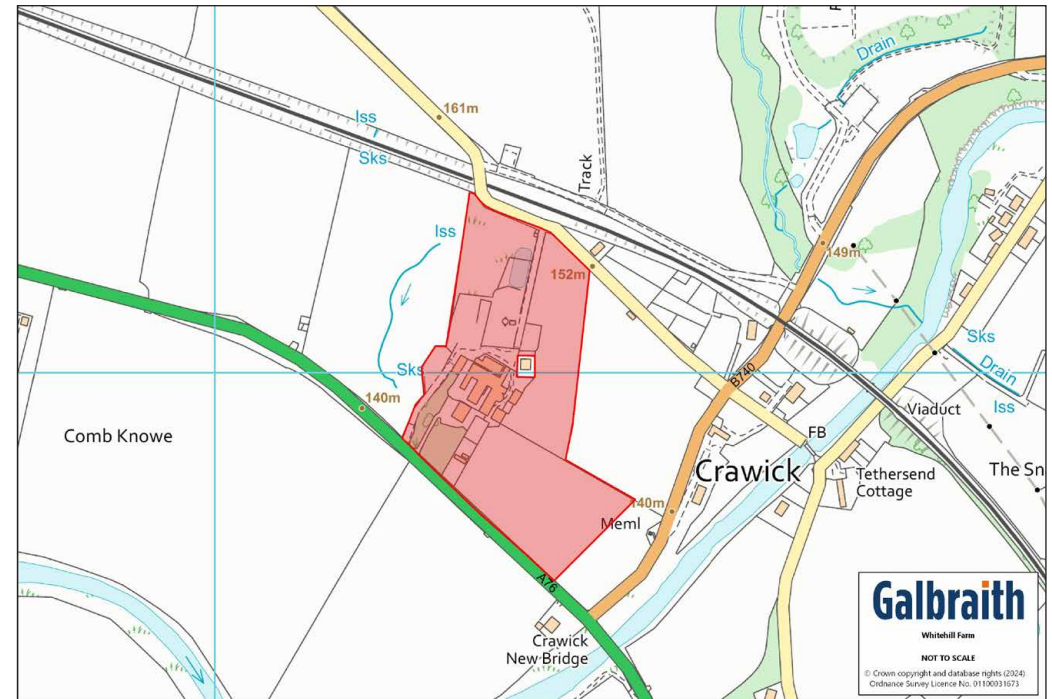 Drain
161m
Iss
Sks
Track
Iss
152m
149m
Sks
Sks
Drain
Iss
B740
140m
Viaduct
Comb Knowe
FB
Crawick
Tethersend
Cottage
The Sn
140m
Meml
A76
Crawick
New Bridge
Galbraith
Whitehill Farm
NOT TO SCALE
© Crown copyright and database rights (2024)
Ordnance Survey Licence No. 01100031673